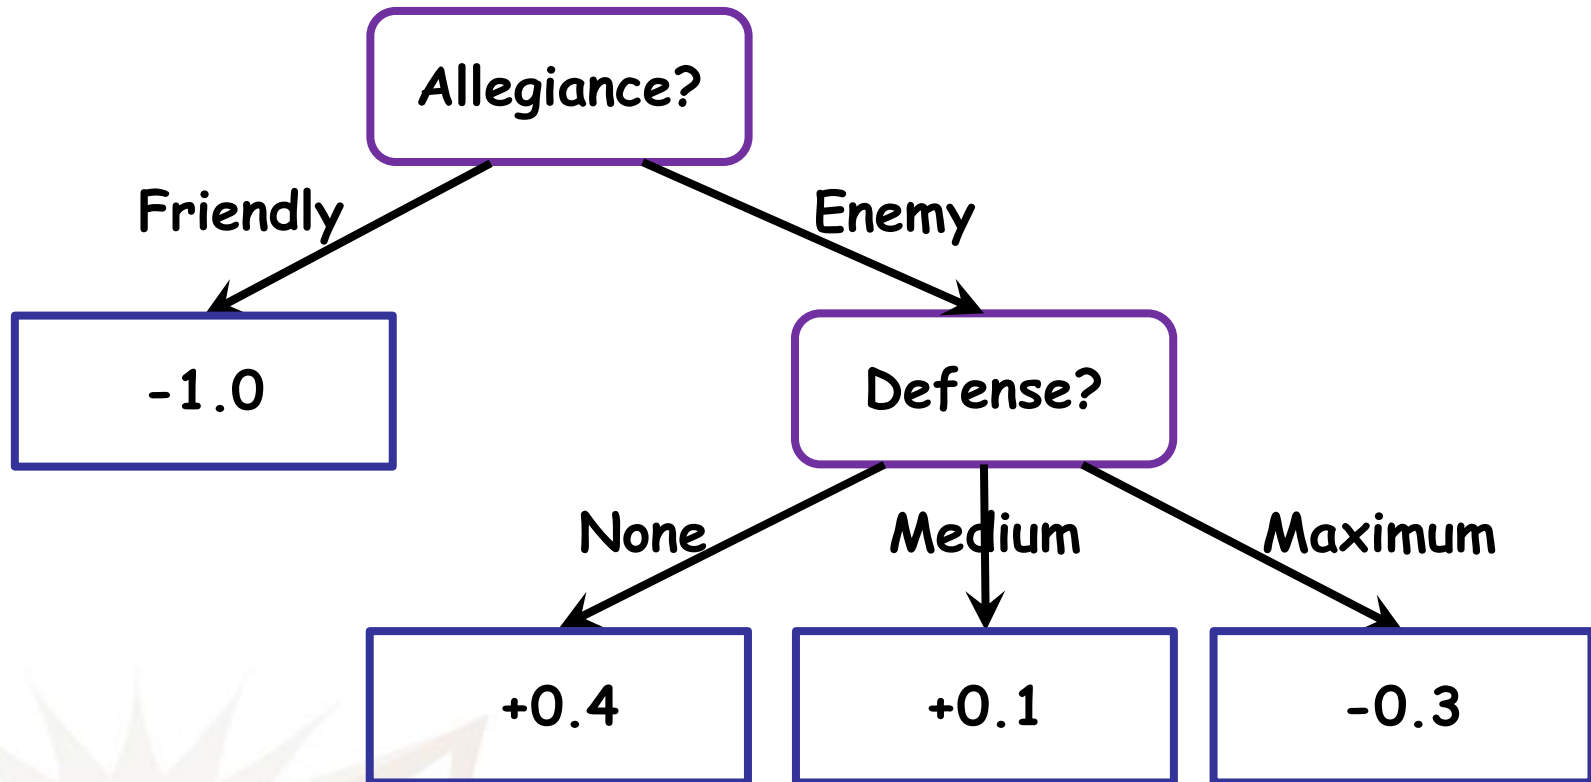 Allegiance?
Friendly
Enemy
-1.0
Defense?
None
Medium
Maximum
+0.4
+0.1
-0.3